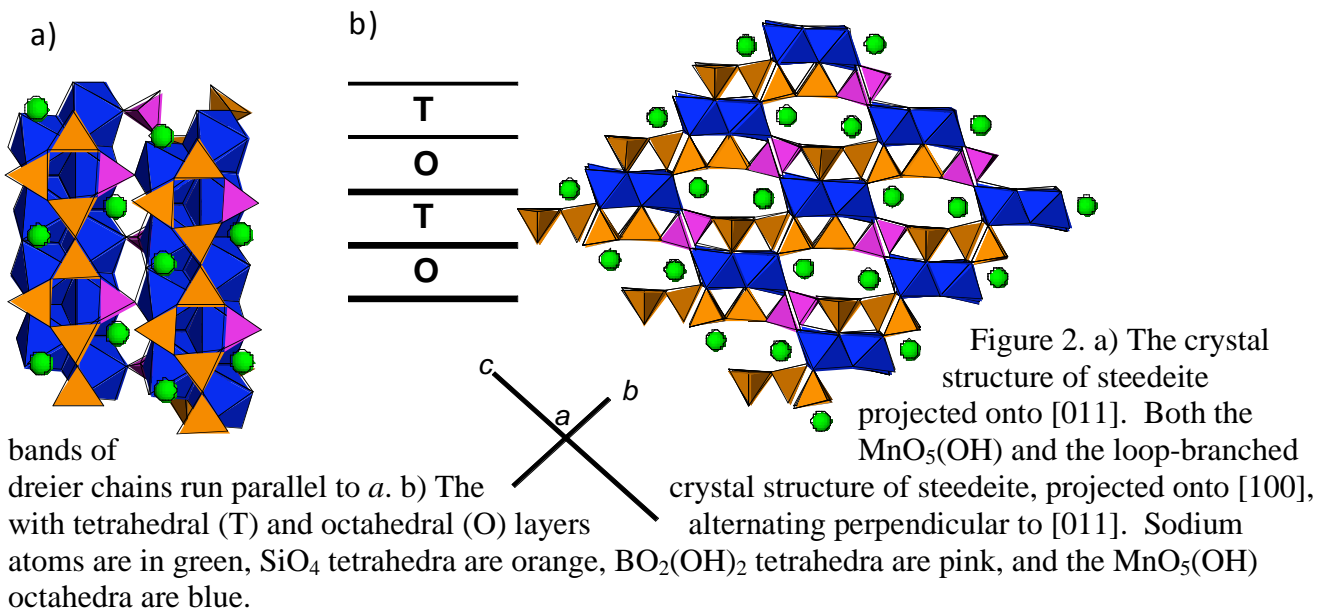 a)
b)
T
O
T
O
c
b
a
Figure 2. a) The crystal
structure of steedeite
projected onto [011]. Both the
bands of MnO5(OH) and the loop-branched
dreier chains run parallel to a. b) The crystal structure of steedeite, projected onto [100],
with tetrahedral (T) and octahedral (O) layers alternating perpendicular to [011]. Sodium
atoms are in green, SiO4 tetrahedra are orange, BO2(OH)2 tetrahedra are pink, and the MnO5(OH)
octahedra are blue.